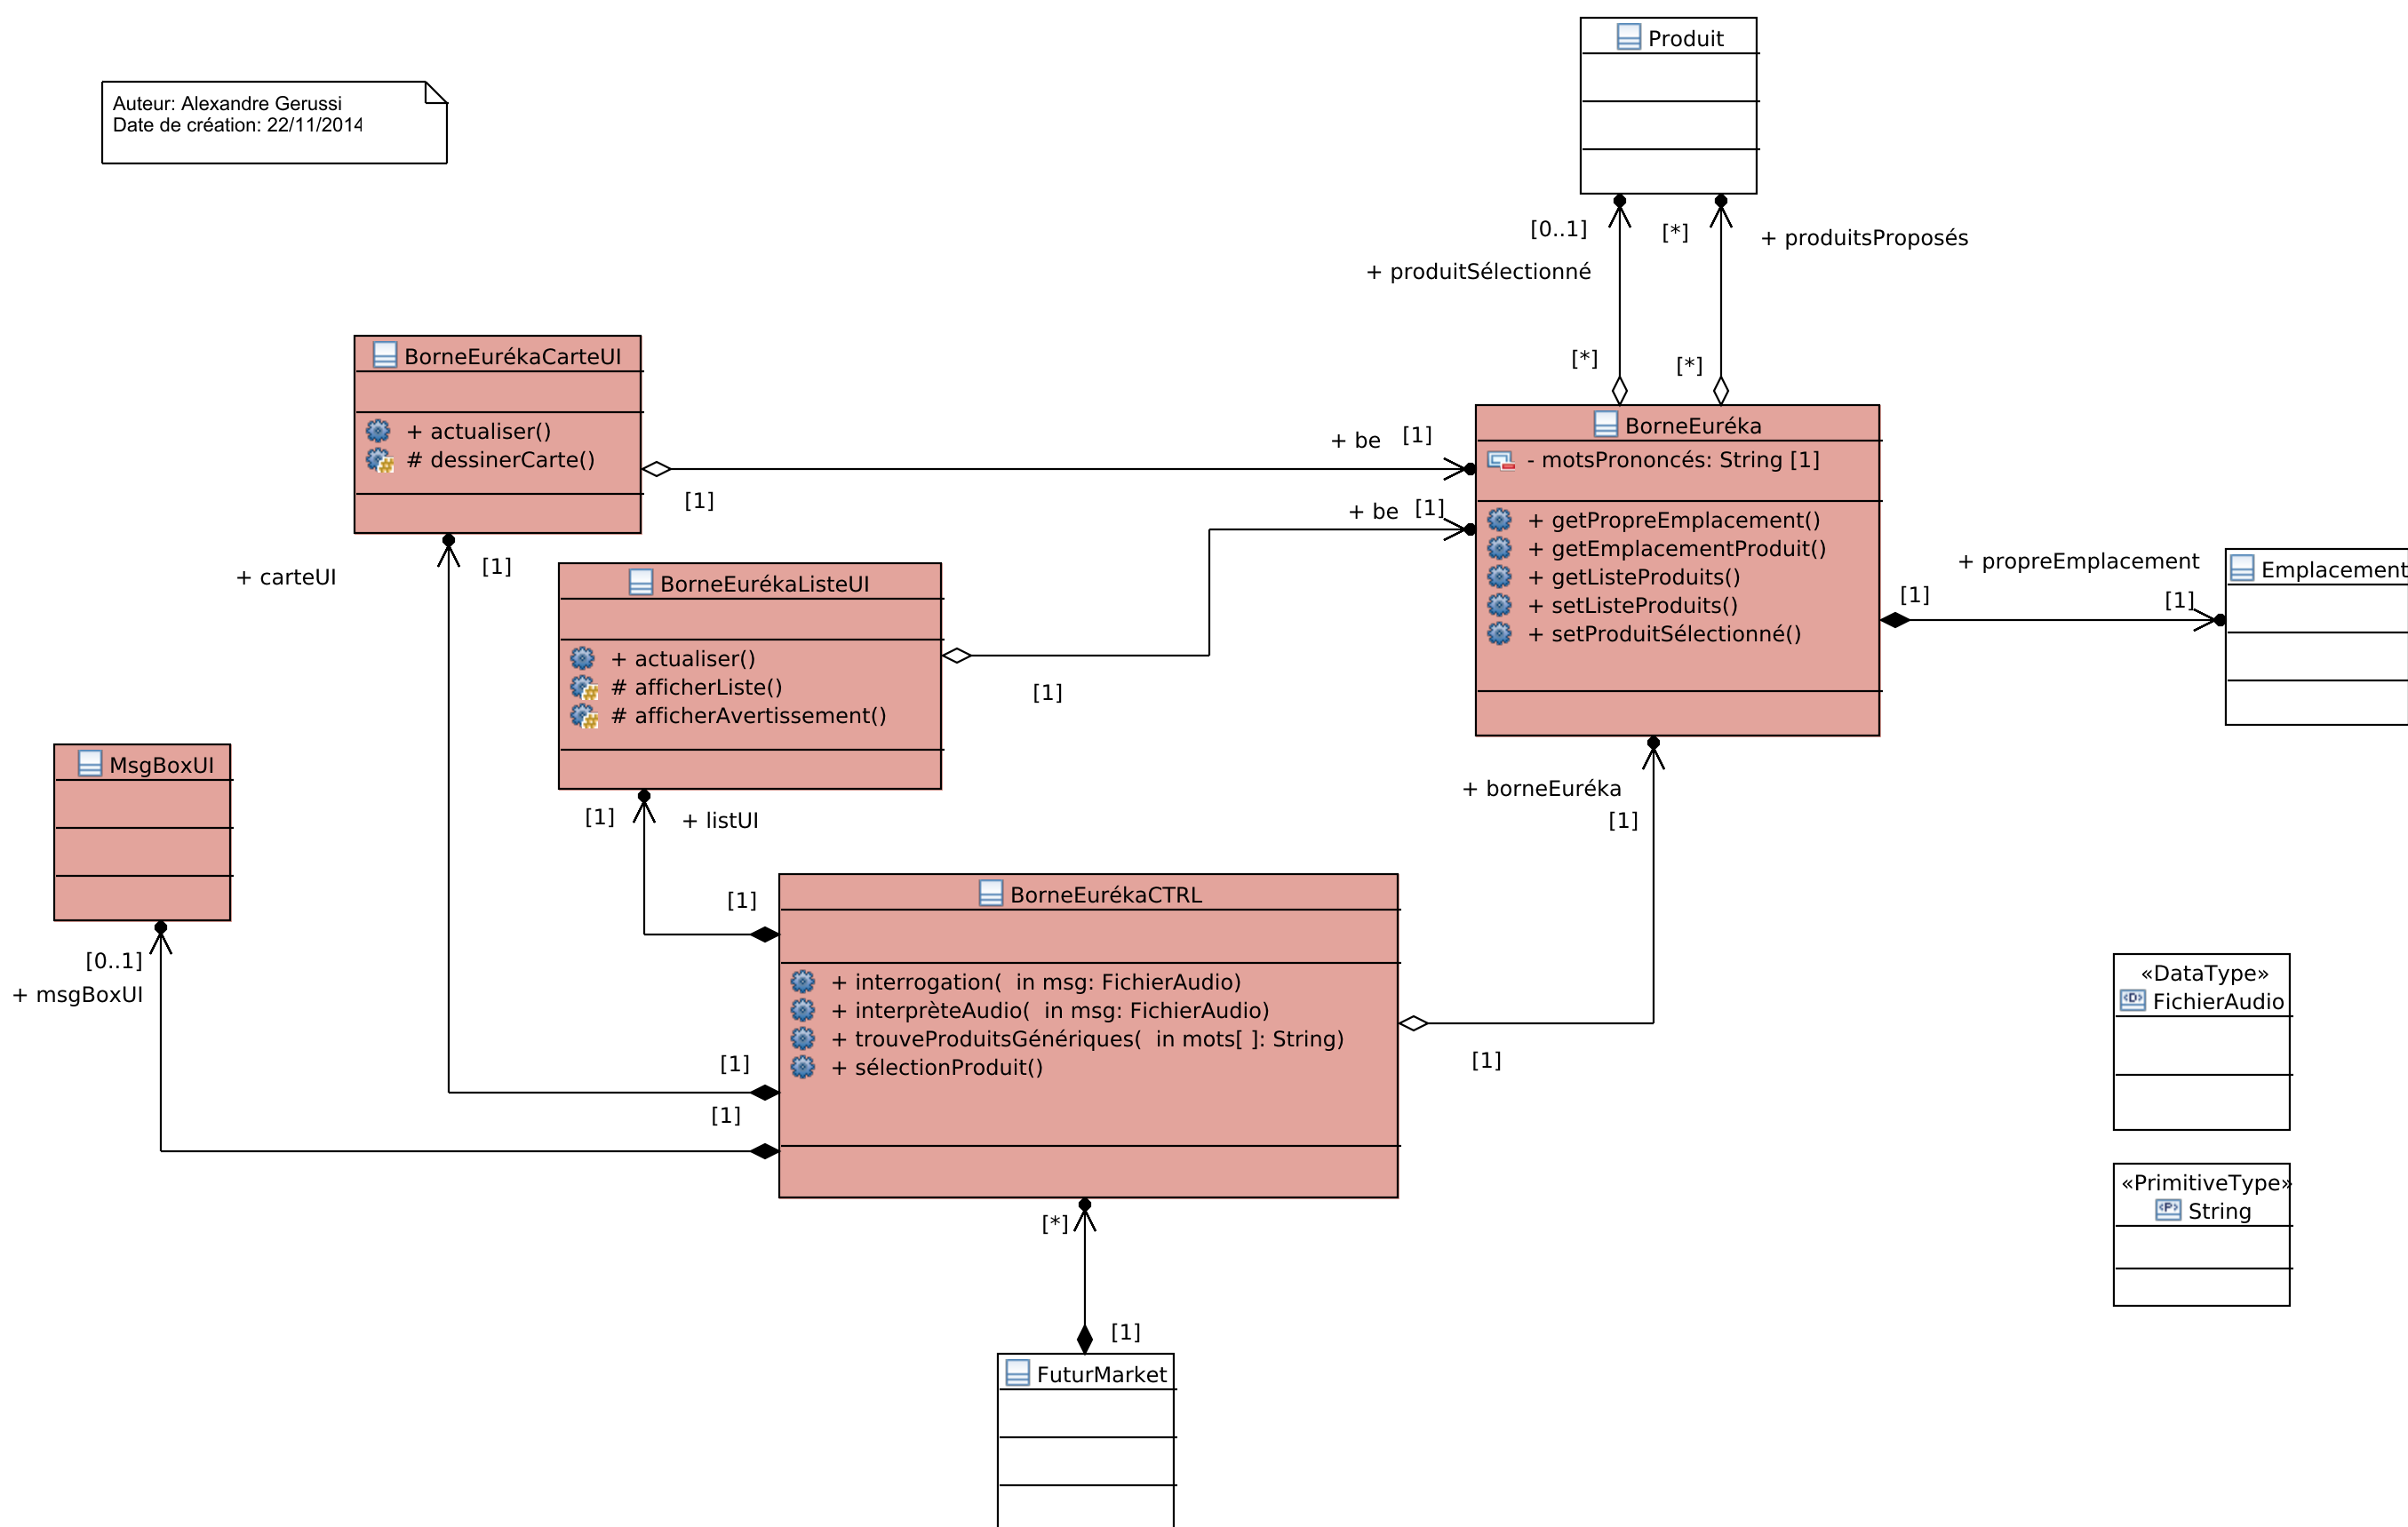 Produit
Auteur: Alexandre Gerussi
Date de création: 22/11/2014
[0..1]
[*]
+ produitsProposés
+ produitSélectionné
[*]
[*]
BorneEurékaCarteUI
+ actualiser()
# dessinerCarte()
[1]
+ be
[1]
+ be
[1]
BorneEuréka
- motsPrononcés: String [1]
+ getPropreEmplacement()
+ getEmplacementProduit()
+ getListeProduits()
+ setListeProduits()
+ setProduitSélectionné()
+ propreEmplacement
[1]
[1]
Emplacement
+ carteUI
[1]
BorneEurékaListeUI
+ actualiser()
# afficherListe()
# afficherAvertissement()
[1]
MsgBoxUI
[1]
+ listUI
+ borneEuréka
[1]
[0..1]
+ msgBoxUI
[1]
[1]
[1]
BorneEurékaCTRL
+ interrogation(  in msg: FichierAudio)
+ interprèteAudio(  in msg: FichierAudio)
+ trouveProduitsGénériques(  in mots[ ]: String)
+ sélectionProduit()
[1]
«DataType»
FichierAudio
«PrimitiveType»
String
[*]
[1]
FuturMarket